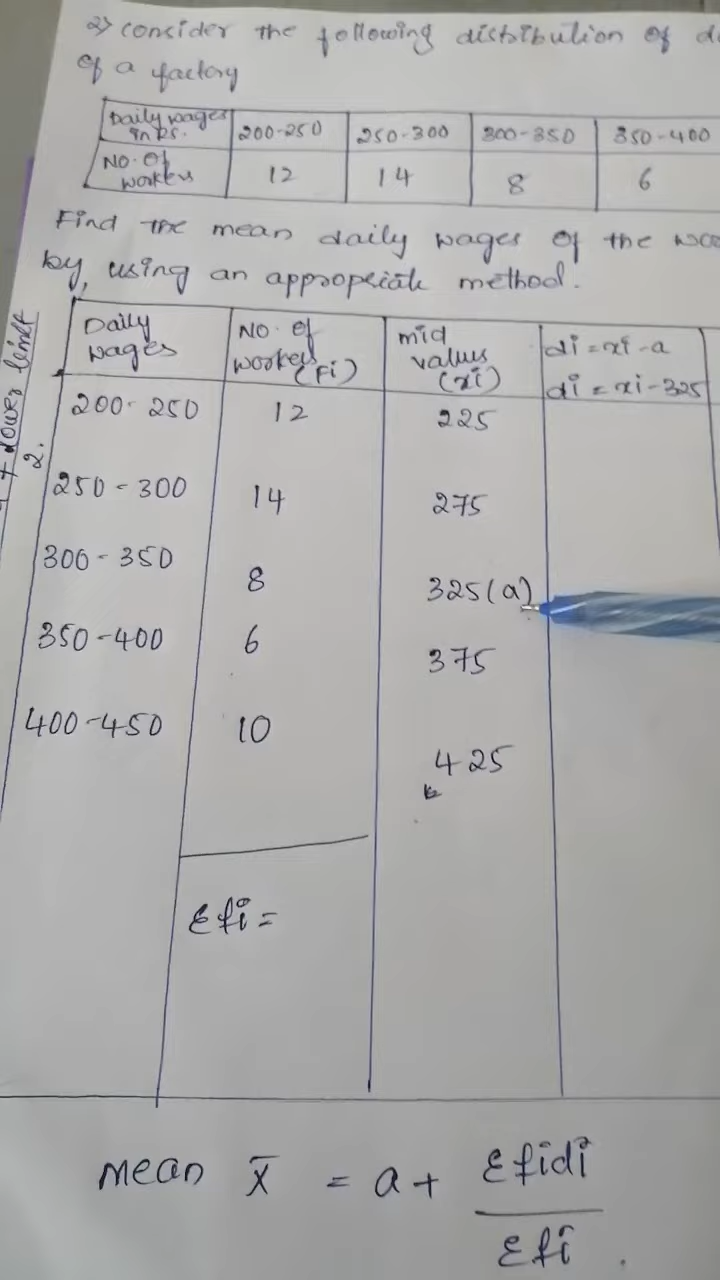 2) consider the following distribution of
of a factory
Daily wages in Rs. 200-250 250-300 300-350 350-400
No. of workers 12 14 8 6
Find the mean daily wages of the
by, using an appropriate method.
Daily wages No. of workers (Fi) mid values (xi) di = xi - a
di = xi - 325
200-250 12 225
250-300 14 275
300-350 8 325(a)
350-400 6 375
400-450 10 425
Σfi =
mean x̄ = a + Σfidi
Σfi .
+ lower limit
2.